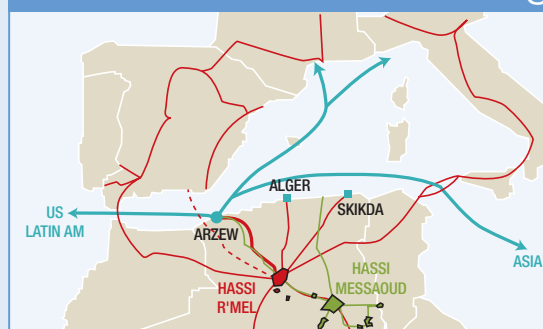 ALGER
SKIKDA
US
LATIN AM
ARZEW
ASIA
HASSI
MESSAOUD
HASSI
R'MEL